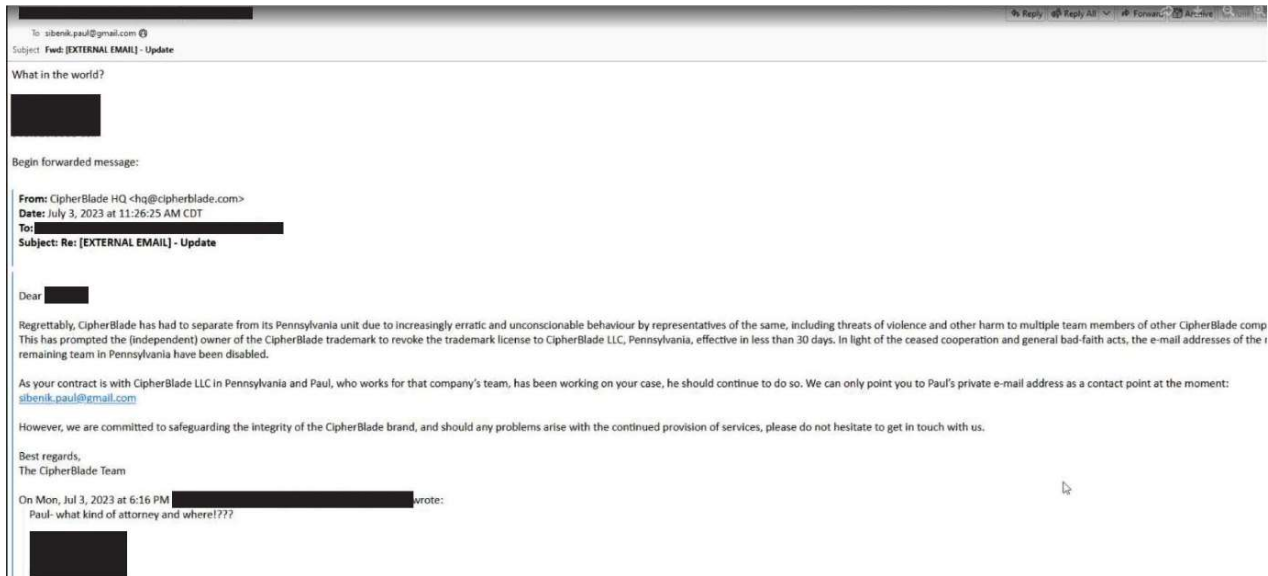 Reply Reply All Forward Archive
To sibenik.paul@gmail.com
Subject Fwd: [EXTERNAL EMAIL] - Update
What in the world?
Begin forwarded message:
From: CipherBlade HQ <hq@cipherblade.com>
Date: July 3, 2023 at 11:26:25 AM CDT
To:
Subject: Re: [EXTERNAL EMAIL] - Update
Dear
Regrettably, CipherBlade has had to separate from its Pennsylvania unit due to increasingly erratic and unconscionable behaviour by representatives of the same, including threats of violence and other harm to multiple team members of other CipherBlade comp
This has prompted the (independent) owner of the CipherBlade trademark to revoke the trademark license to CipherBlade LLC, Pennsylvania, effective in less than 30 days. In light of the ceased cooperation and general bad-faith acts, the e-mail addresses of the
remaining team in Pennsylvania have been disabled.
As your contract is with CipherBlade LLC in Pennsylvania and Paul, who works for that company's team, has been working on your case, he should continue to do so. We can only point you to Paul's private e-mail address as a contact point at the moment:
sibenik.paul@gmail.com
However, we are committed to safeguarding the integrity of the CipherBlade brand, and should any problems arise with the continued provision of services, please do not hesitate to get in touch with us.
Best regards,
The CipherBlade Team
On Mon, Jul 3, 2023 at 6:16 PM wrote:
Paul- what kind of attorney and where!???